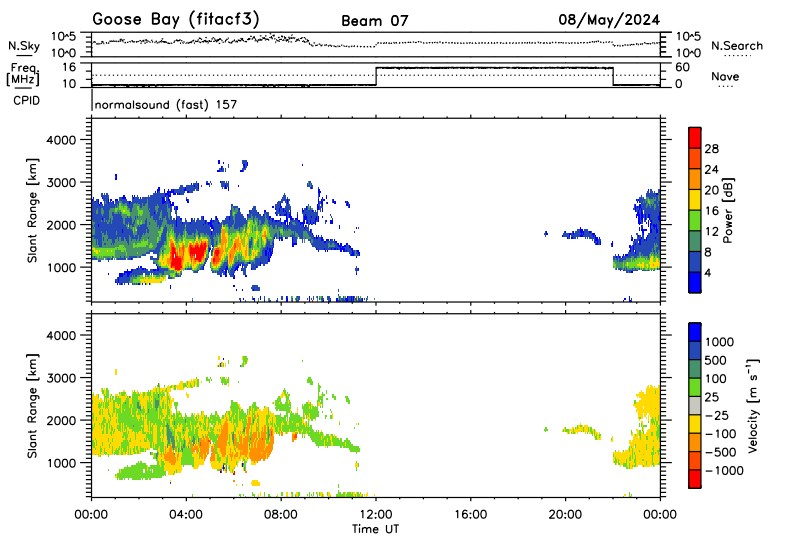 Goose Bay (fitacf3) Beam 07 08/May/2024
N.Sky 10^5 10^0 10^5 10^0 N.Search
Freq. [MHz] 16 10 60 0 Nave
CPID normalsound (fast) 157
Slant Range [km] 4000 3000 2000 1000
Power [dB] 28 24 20 16 12 8 4
Slant Range [km] 4000 3000 2000 1000
Velocity [m s^-1] 1000 500 100 25 -25 -100 -500 -1000
00:00 04:00 08:00 12:00 16:00 20:00 00:00
Time UT